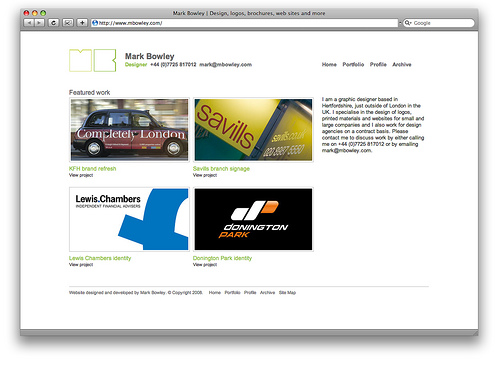 Mark Bowley | Design, logos, brochures, web sites and more
http://www.mbowley.com/
Google
Mark Bowley
Designer +44 (0)7725 817012 mark@mbowley.com
Home Portfolio Profile Archive
Featured work
Completely London
savills
savills.co.uk
KFH brand refresh
View project
Savills branch signage
View project
I am a graphic designer based in
Hertfordshire, just outside of London in the
UK. I specialise in the design of logos,
printed materials and websites for small and
large companies and I also work for design
agencies on a contract basis. Please
contact me to discuss work by either calling
me on +44 (0)7725 817012 or by emailing
mark@mbowley.com.
Lewis.Chambers
INDEPENDENT FINANCIAL ADVISERS
DONINGTON
PARK
Lewis Chambers identity
View project
Donington Park identity
View project
Website designed and developed by Mark Bowley. © Copyright 2008. Home Portfolio Profile Archive Site Map